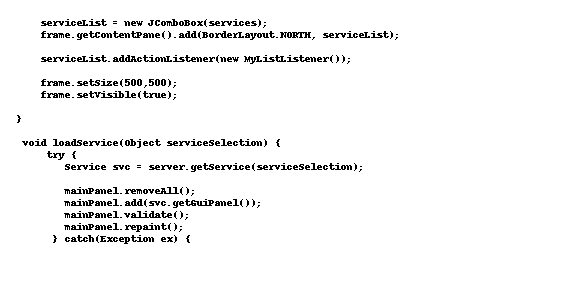 serviceList = new JComboBox(services);
frame.getContentPane().add(BorderLayout.NORTH, serviceList);
serviceList.addActionListener(new MyListListener());
frame.setSize(500,500);
frame.setVisible(true);
}
void loadService(Object serviceSelection) {
try {
Service svc = server.getService(serviceSelection);
mainPanel.removeAll();
mainPanel.add(svc.getGuiPanel());
mainPanel.validate();
mainPanel.repaint();
} catch(Exception ex) {